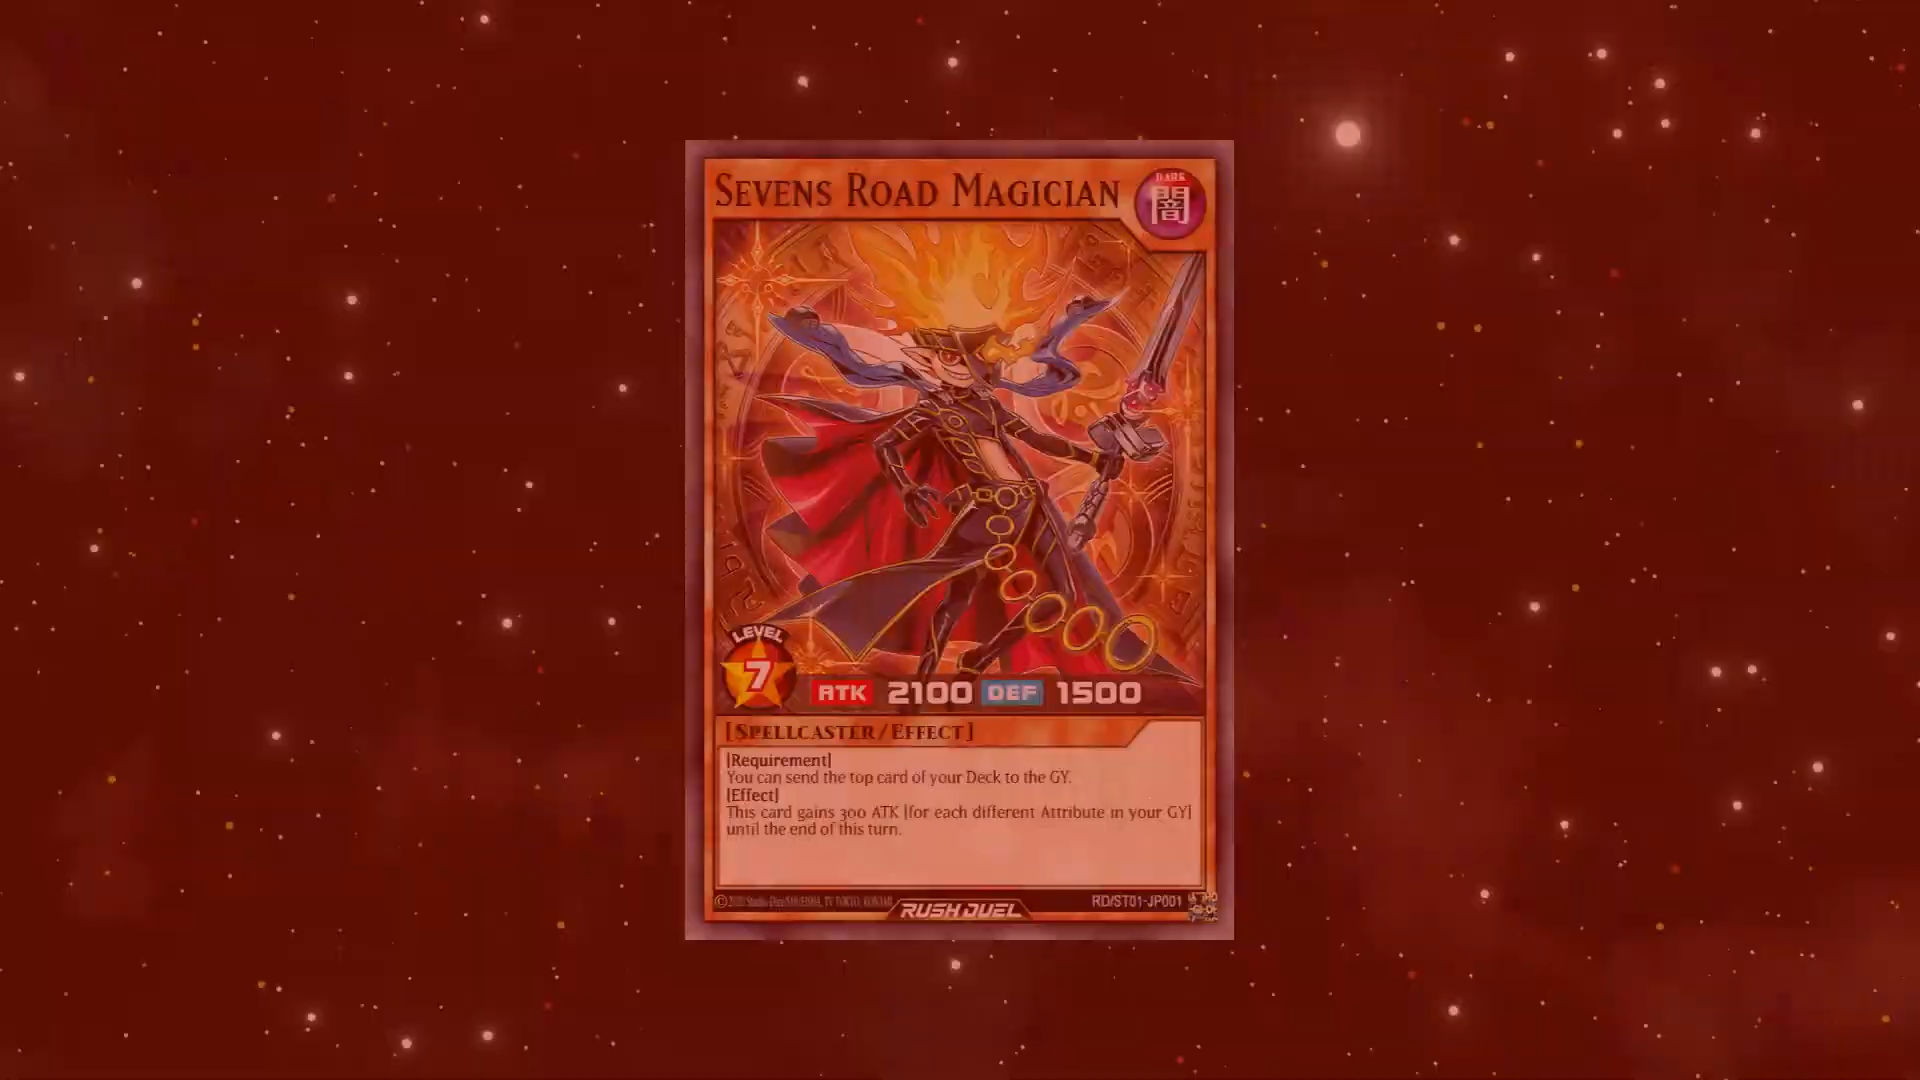 SEVENS ROAD MAGICIAN
DARK
闇
LEVEL
7
ATK 2100 DEF 1500
[SPELLCASTER/EFFECT]
[Requirement]
You can send the top card of your Deck to the GY.
[Effect]
This card gains 300 ATK [for each different Attribute in your GY]
until the end of this turn.
RUSH DUEL
RD/ST01-JP001